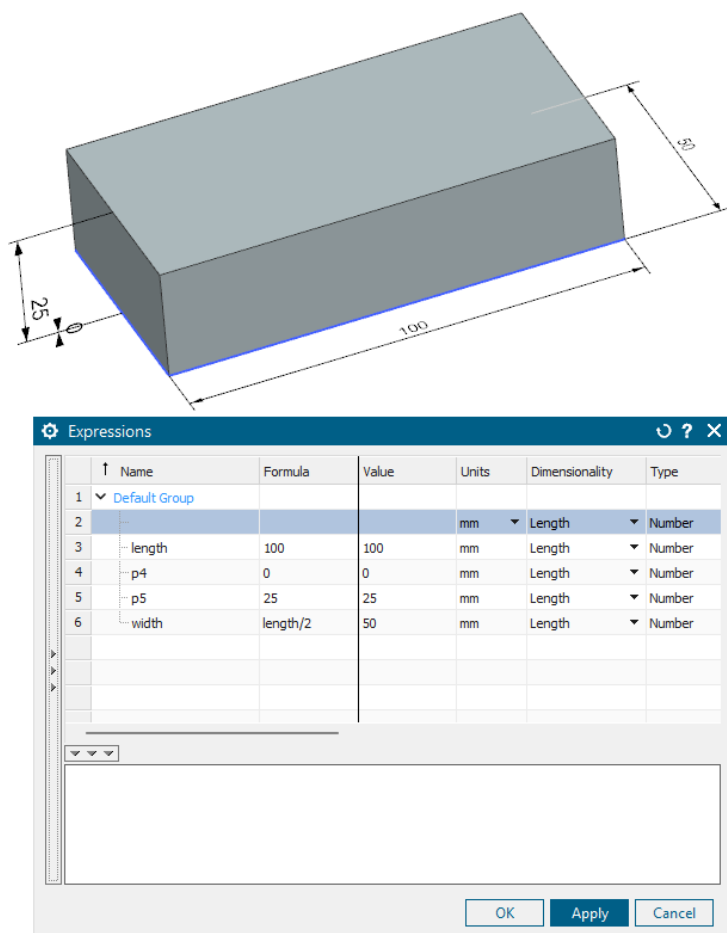 50
25
0
100
Expressions ?
↑ Name Formula Value Units Dimensionality Type
1 Default Group
2 mm Length Number
3 length 100 100 mm Length Number
4 p4 0 0 mm Length Number
5 p5 25 25 mm Length Number
6 width length/2 50 mm Length Number
OK Apply Cancel